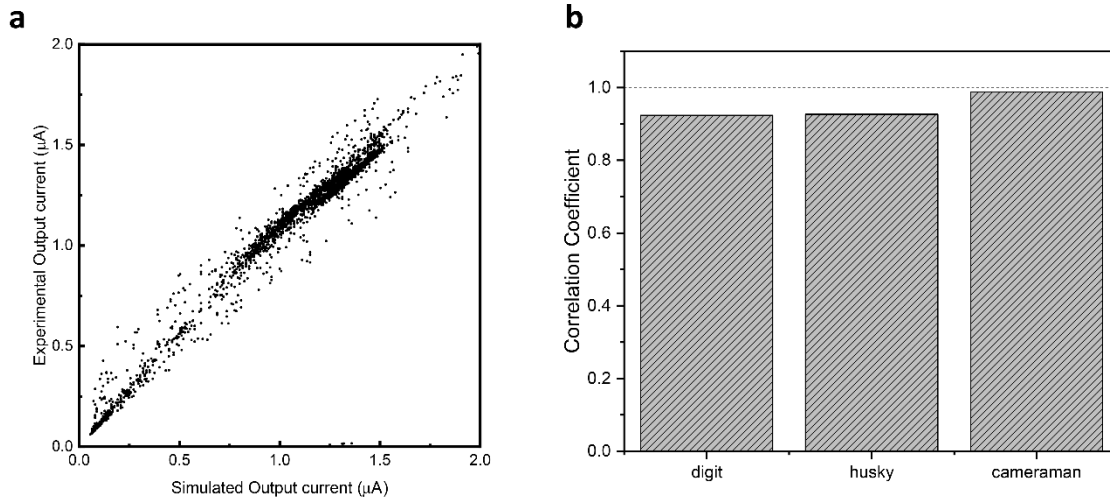 a
Experimental Output current (μA)
2.0
1.5
1.0
0.5
0.0
0.0 0.5 1.0 1.5 2.0
Simulated Output current (μA)
b
Correlation Coefficient
1.0
0.8
0.6
0.4
0.2
0.0
digit husky cameraman